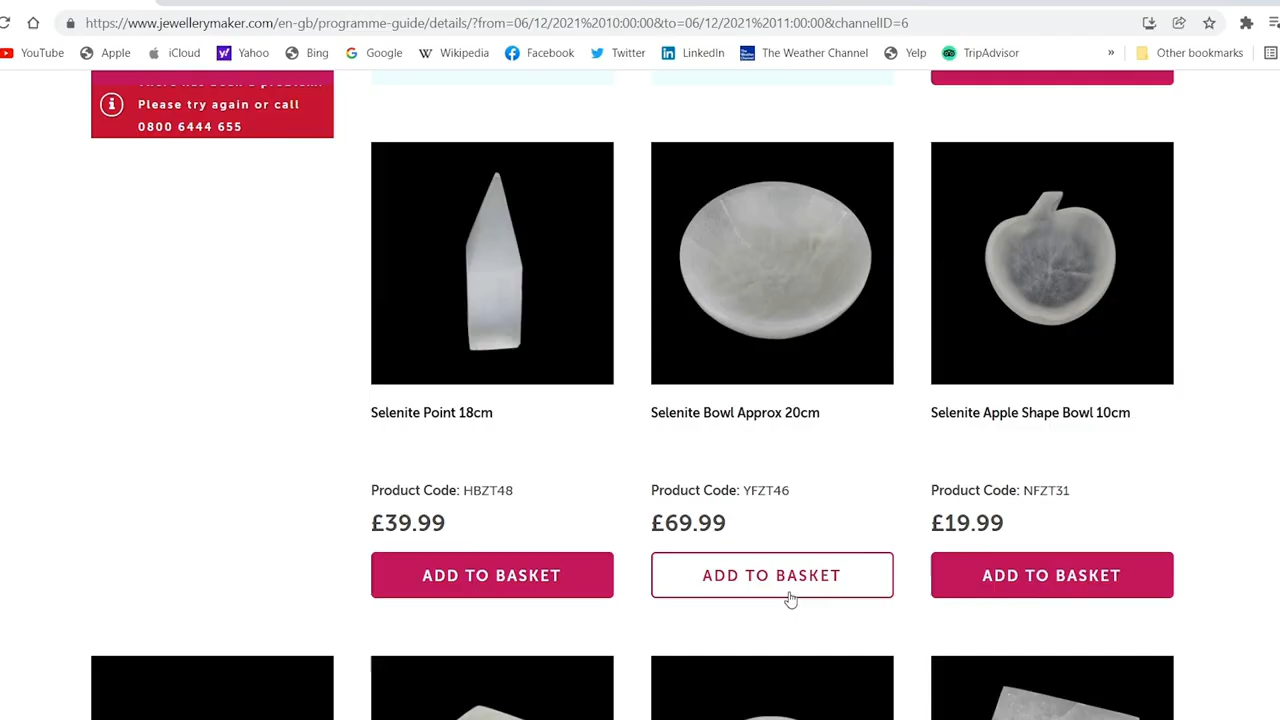 https://www.jewellerymaker.com/en-gb/programme-guide/details/?from=06/12/2021%2010:00:00&to=06/12/2021%2011:00:00&channelID=6
YouTube Apple iCloud Yahoo Bing Google Wikipedia Facebook Twitter LinkedIn The Weather Channel Yelp TripAdvisor » Other bookmarks
There has been a problem.
Please try again or call
0800 6444 655
Selenite Point 18cm
Selenite Bowl Approx 20cm
Selenite Apple Shape Bowl 10cm
Product Code: HBZT48
Product Code: YFZT46
Product Code: NFZT31
£39.99
£69.99
£19.99
ADD TO BASKET
ADD TO BASKET
ADD TO BASKET